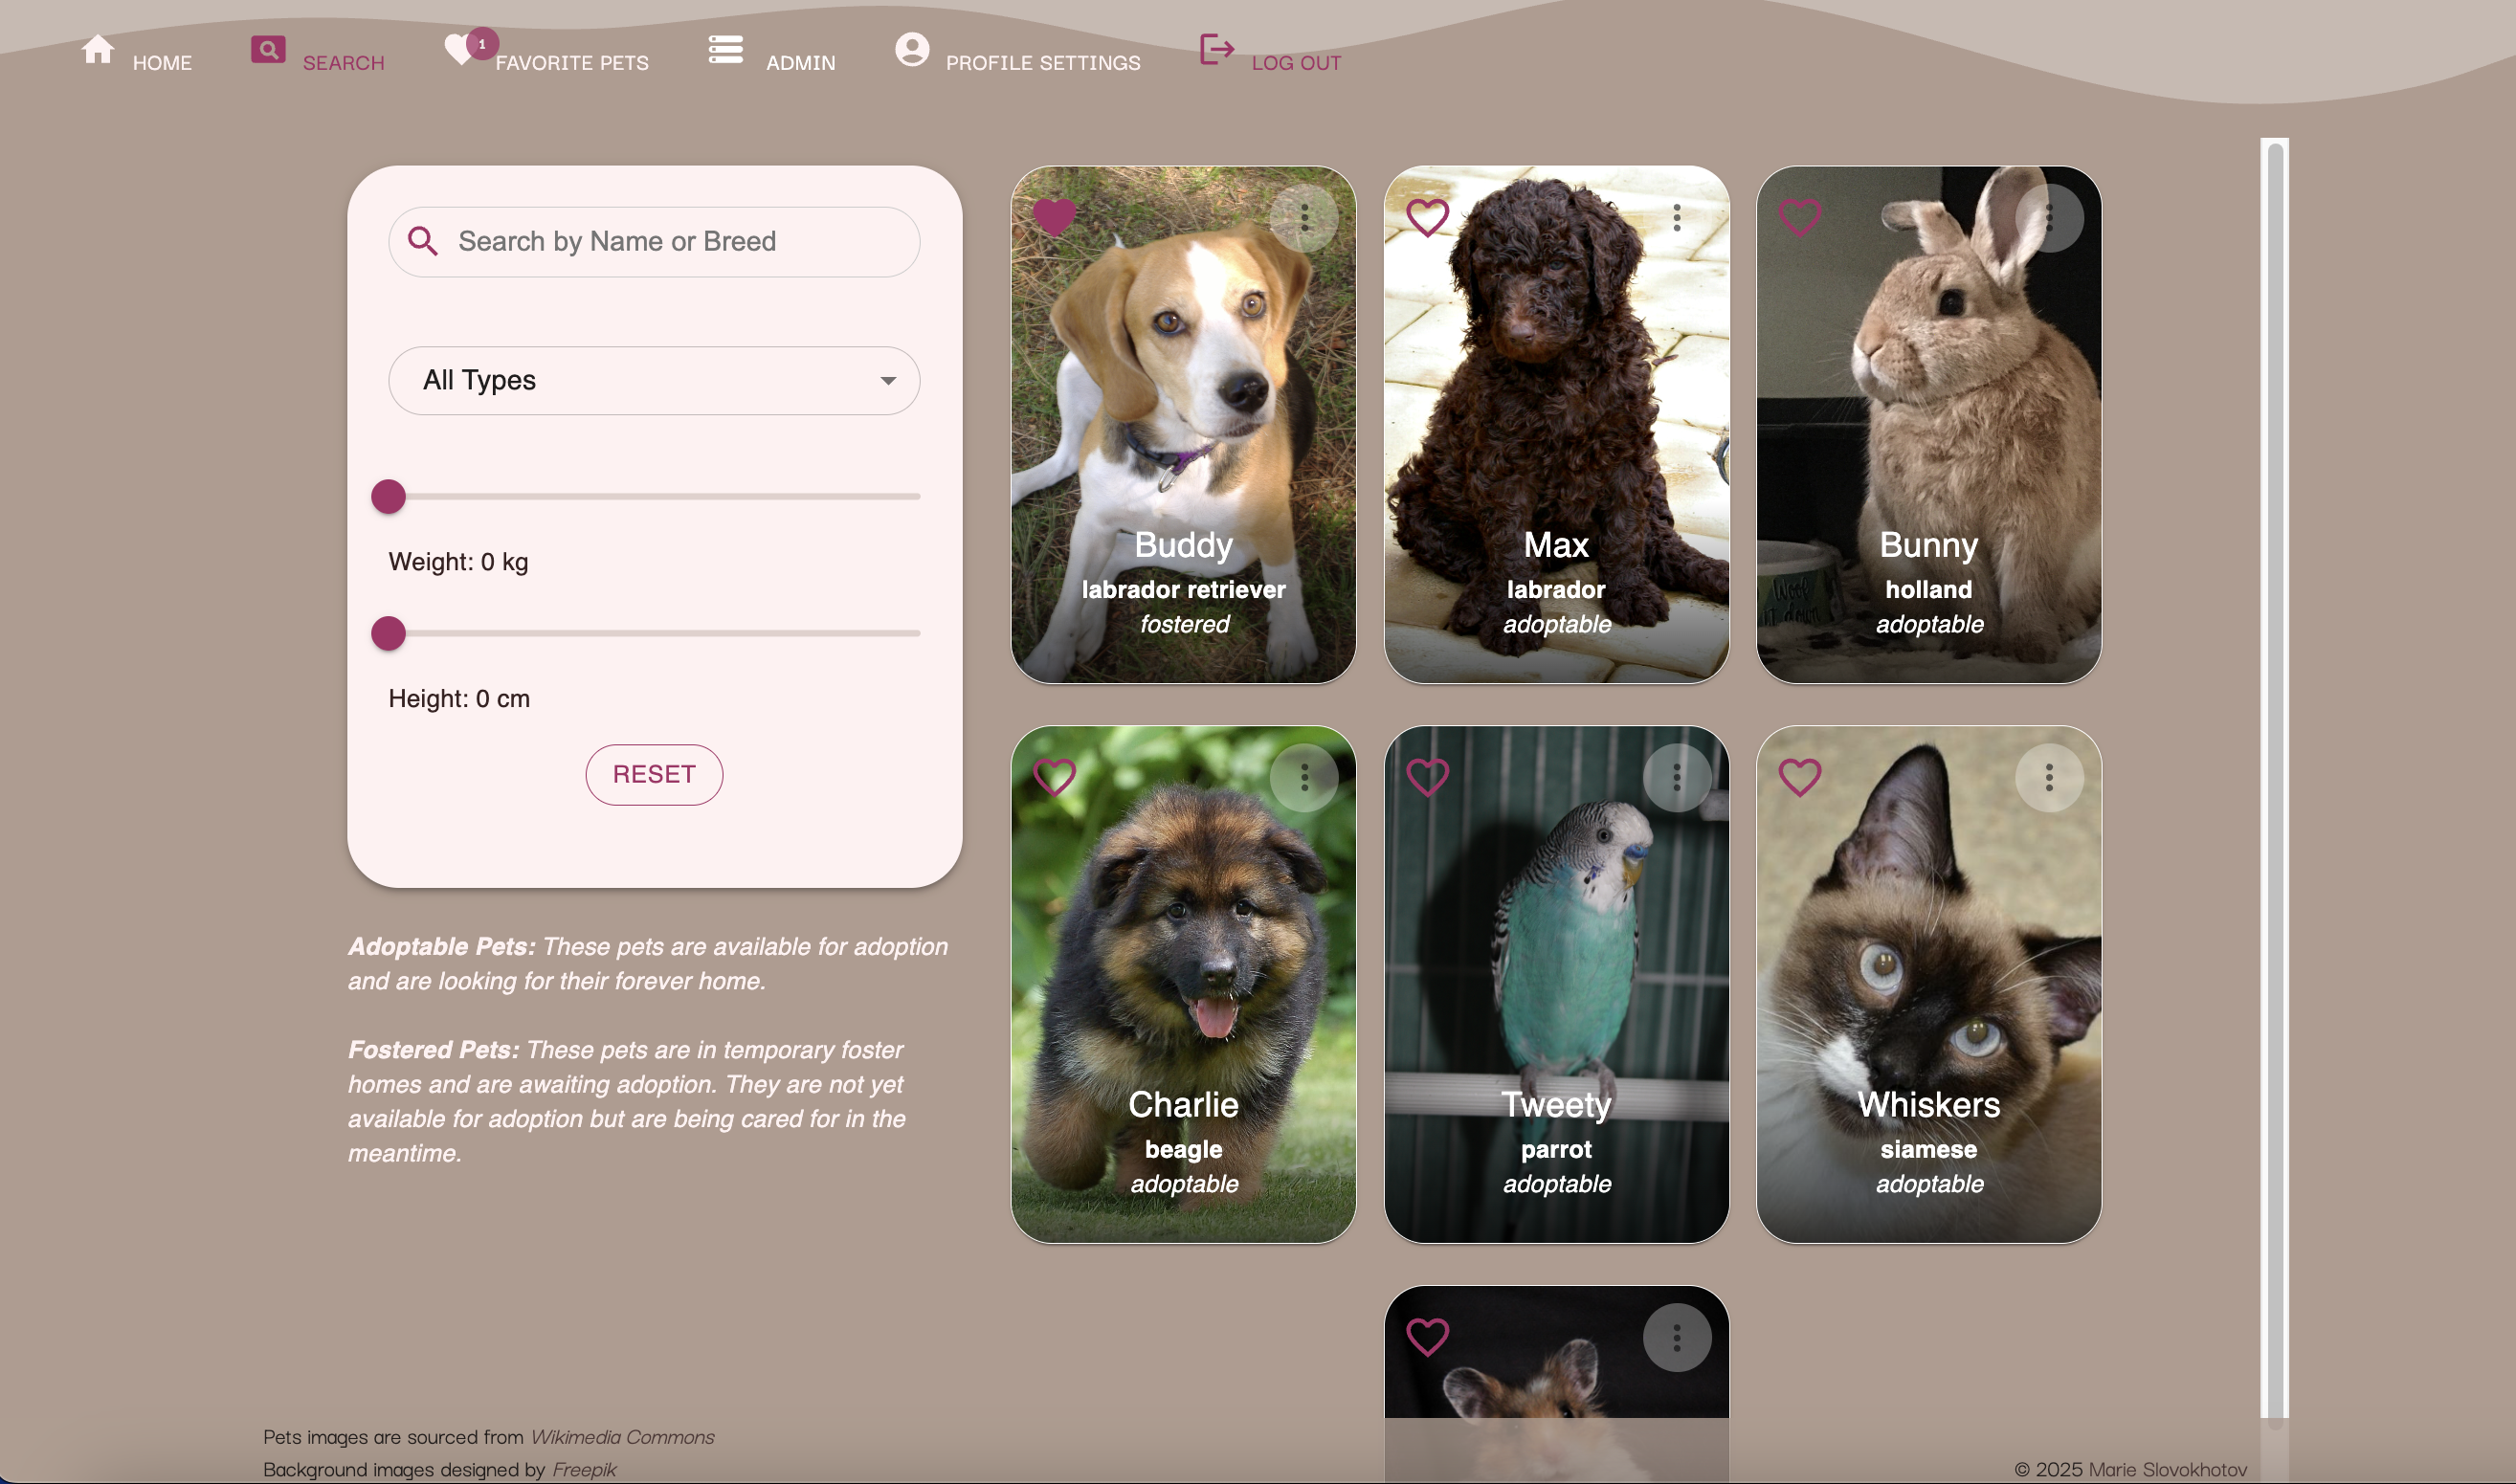 HOME
SEARCH
1
FAVORITE PETS
ADMIN
PROFILE SETTINGS
LOG OUT
Search by Name or Breed
All Types
Weight: 0 kg
Height: 0 cm
RESET
Adoptable Pets: These pets are available for adoption
and are looking for their forever home.
Fostered Pets: These pets are in temporary foster
homes and are awaiting adoption. They are not yet
available for adoption but are being cared for in the
meantime.
Buddy
labrador retriever
fostered
Max
labrador
adoptable
Bunny
holland
adoptable
Charlie
beagle
adoptable
Tweety
parrot
adoptable
Whiskers
siamese
adoptable
Pets images are sourced from Wikimedia Commons
Background images designed by Freepik
© 2025 Marie Slovokhotov